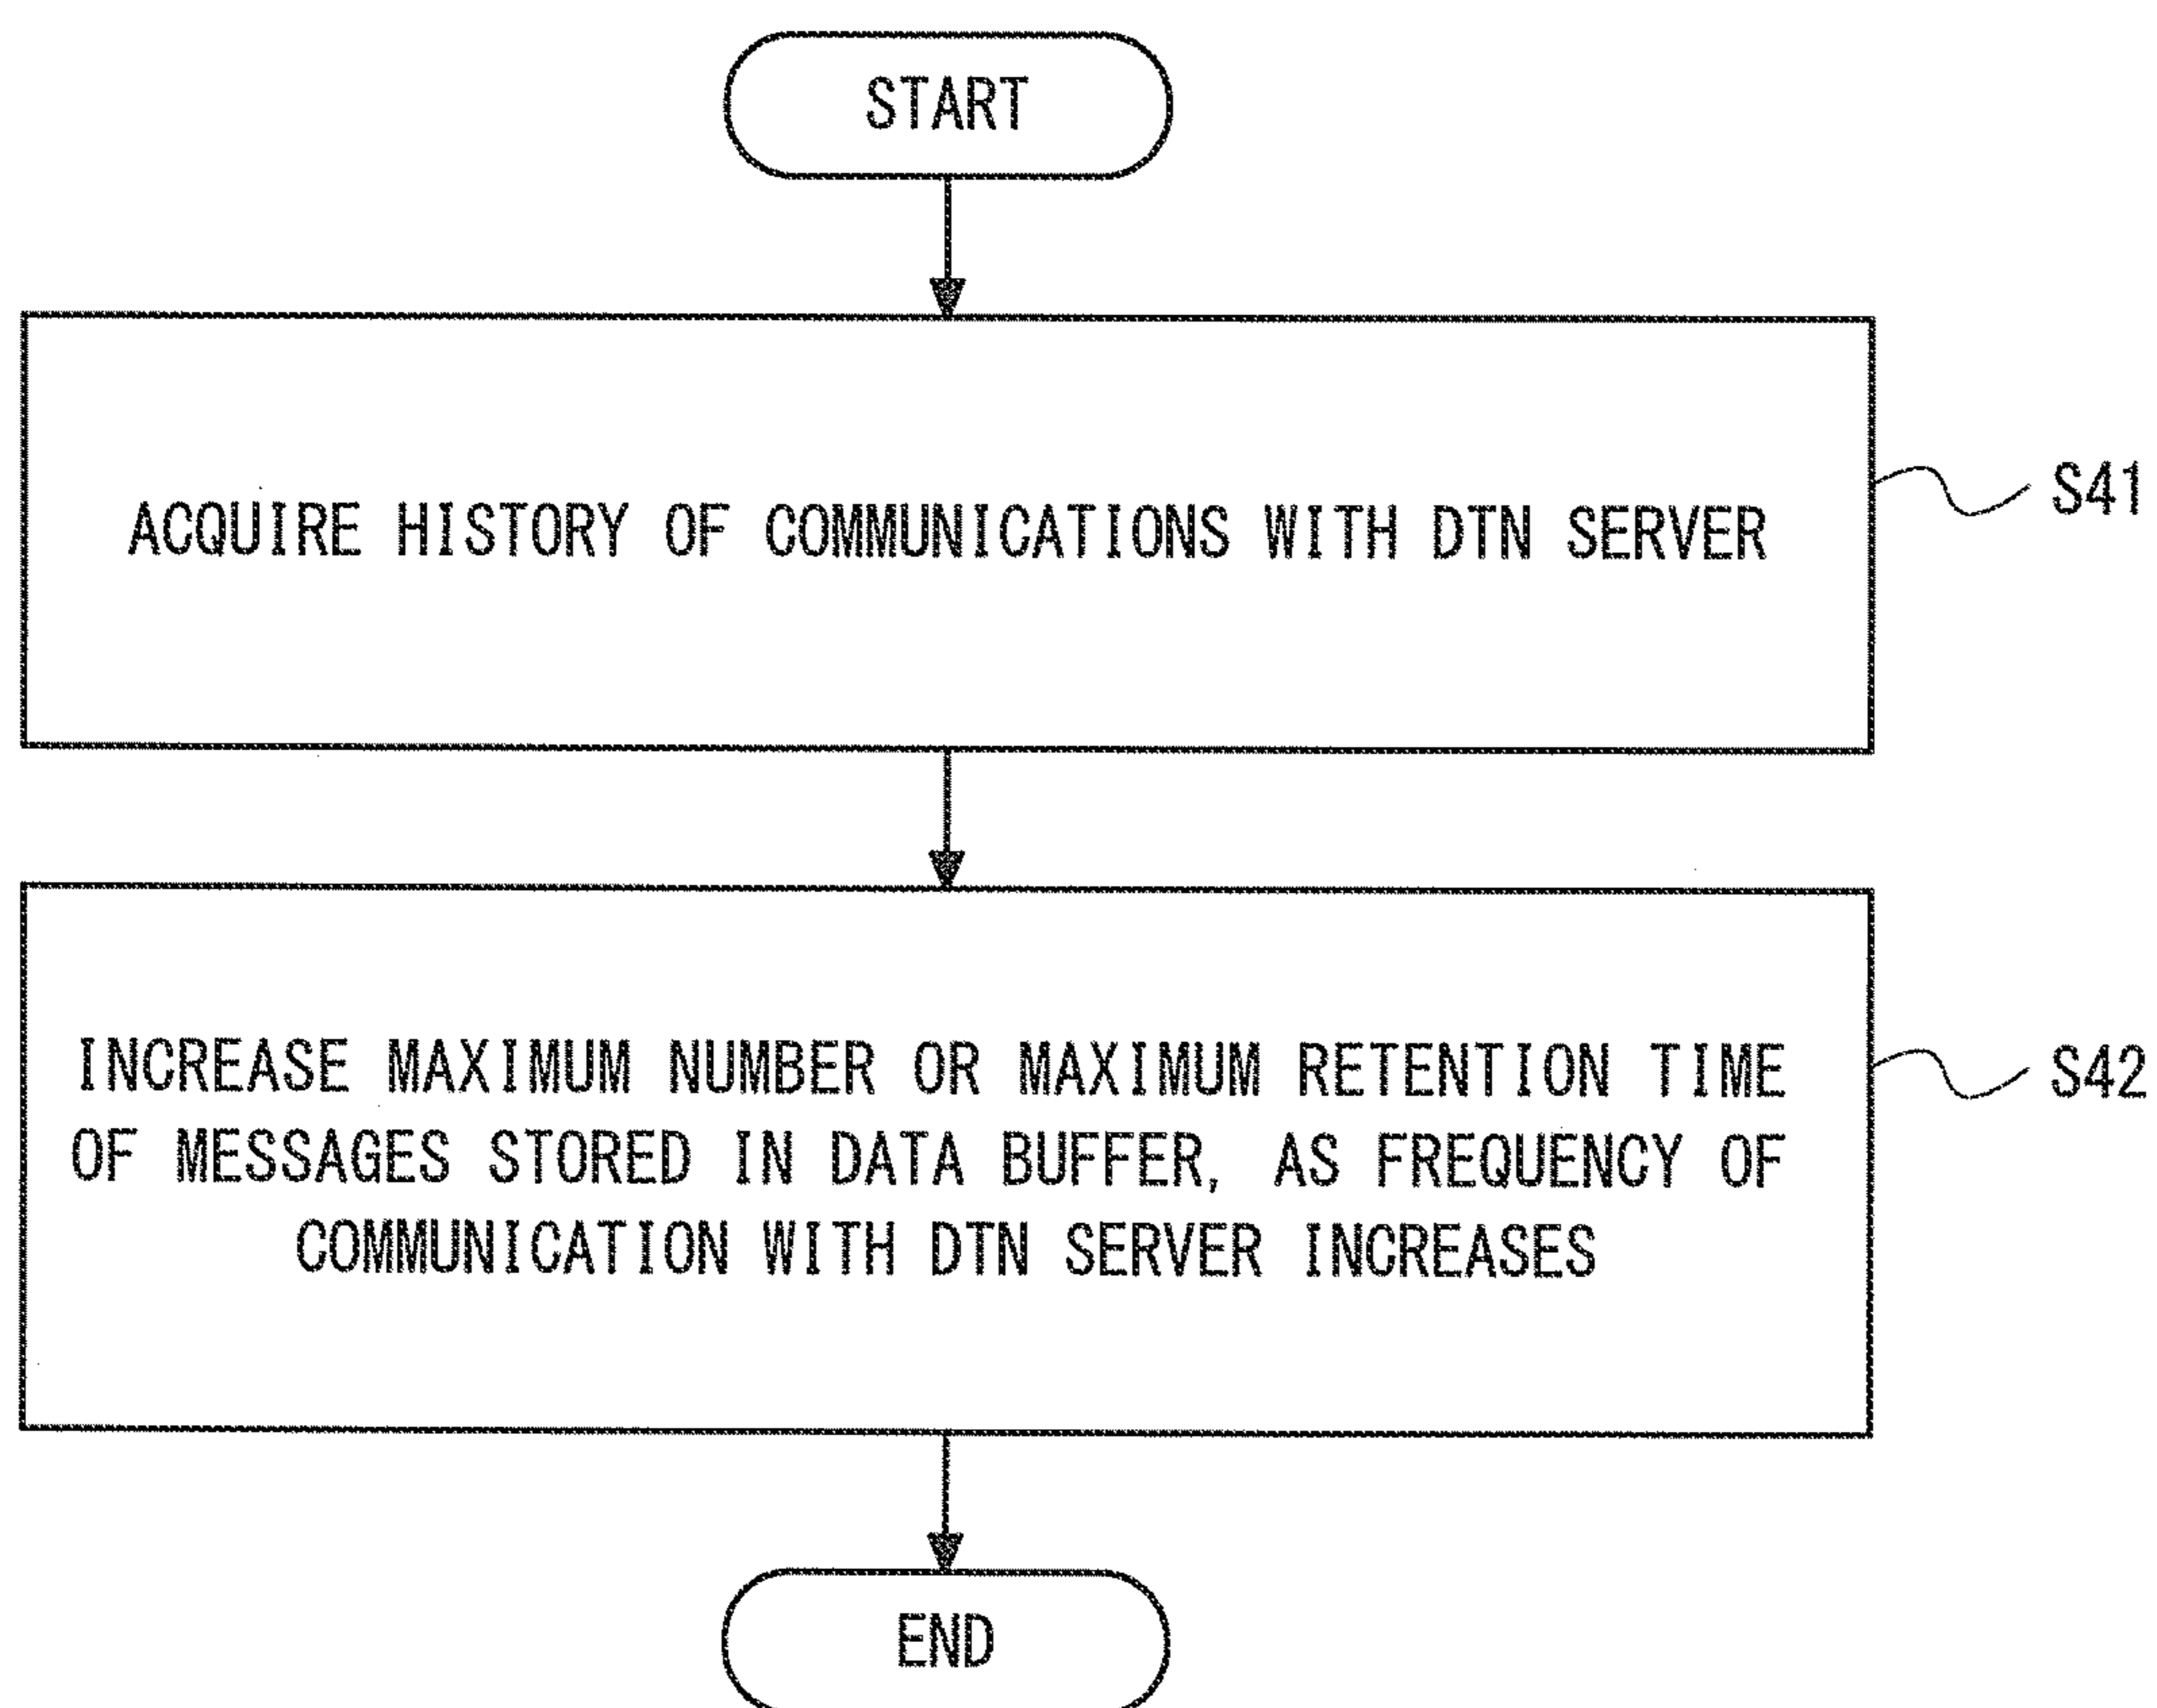 START
ACQUIRE HISTORY OF COMMUNICATIONS WITH DTN SERVER
S41
INCREASE MAXIMUM NUMBER OR MAXIMUM RETENTION TIME
OF MESSAGES STORED IN DATA BUFFER, AS FREQUENCY OF
COMMUNICATION WITH DTN SERVER INCREASES
S42
END